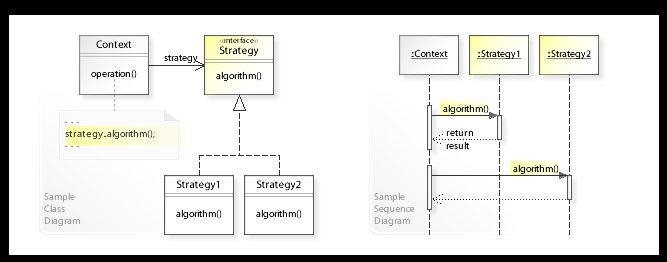 Context
operation()
strategy
«interface»
Strategy
algorithm()
. . .
strategy.algorithm();
. . .
Strategy1
algorithm()
Strategy2
algorithm()
Sample
Class
Diagram
:Context
:Strategy1
:Strategy2
algorithm()
return
result
algorithm()
Sample
Sequence
Diagram